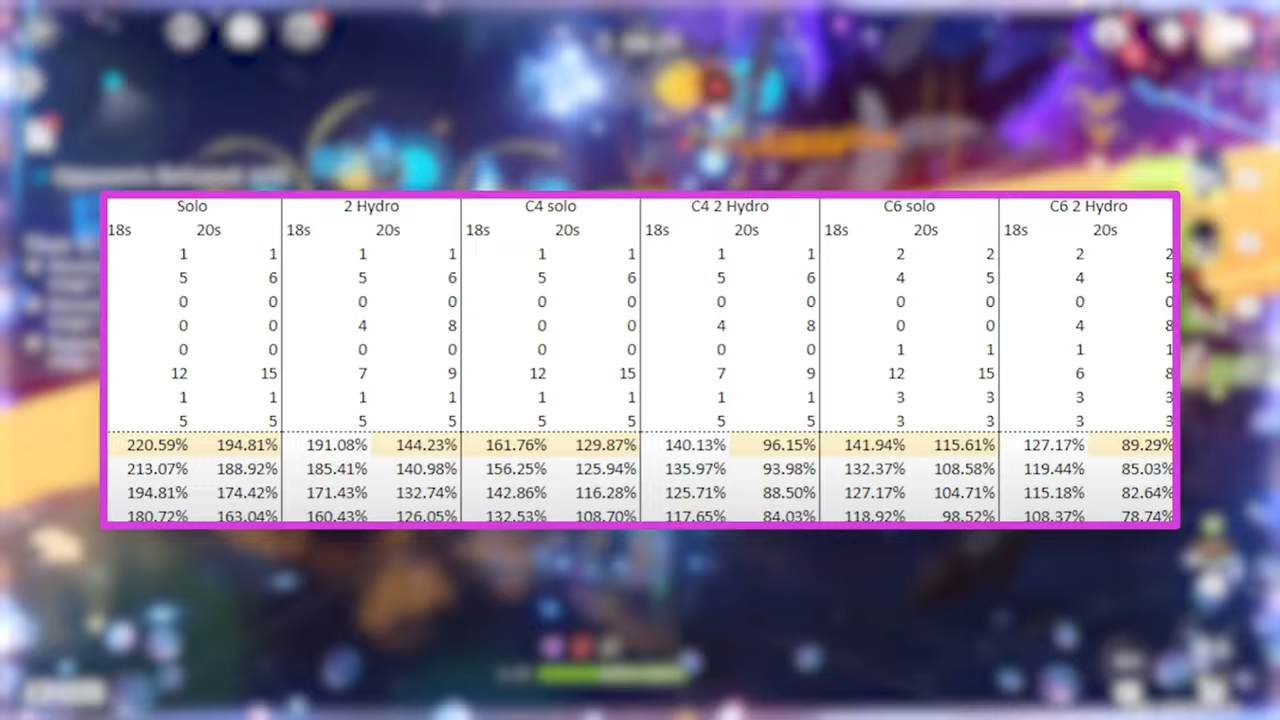 Solo 2 Hydro C4 solo C4 2 Hydro C6 solo C6 2 Hydro
18s 20s 18s 20s 18s 20s 18s 20s 18s 20s 18s 20s
1 1 1 1 1 1 1 1 2 2 2 2
5 6 5 6 5 6 5 6 4 5 4 5
0 0 0 0 0 0 0 0 0 0 0 0
0 0 4 8 0 0 4 8 0 0 4 8
0 0 0 0 0 0 0 0 1 1 1 1
12 15 7 9 12 15 7 9 12 15 6 8
1 1 1 1 1 1 1 1 3 3 3 3
5 5 5 5 5 5 5 5 3 3 3 3
220.59% 194.81% 191.08% 144.23% 161.76% 129.87% 140.13% 96.15% 141.94% 115.61% 127.17% 89.29%
213.07% 188.92% 185.41% 140.98% 156.25% 125.94% 135.97% 93.98% 132.37% 108.58% 119.44% 85.03%
194.81% 174.42% 171.43% 132.74% 142.86% 116.28% 125.71% 88.50% 127.17% 104.71% 115.18% 82.64%
180.72% 163.04% 160.43% 126.05% 132.53% 108.70% 117.65% 84.03% 118.92% 98.52% 108.37% 78.74%